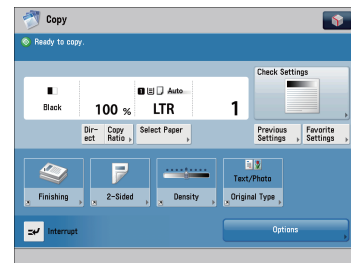 Copy
Ready to copy.
Check Settings
1 Auto
Black 100 % LTR 1
Dir-
ect
Copy
Ratio
Select Paper
Previous
Settings
Favorite
Settings
Text/Photo
Finishing 2-Sided Density Original Type
Interrupt Options